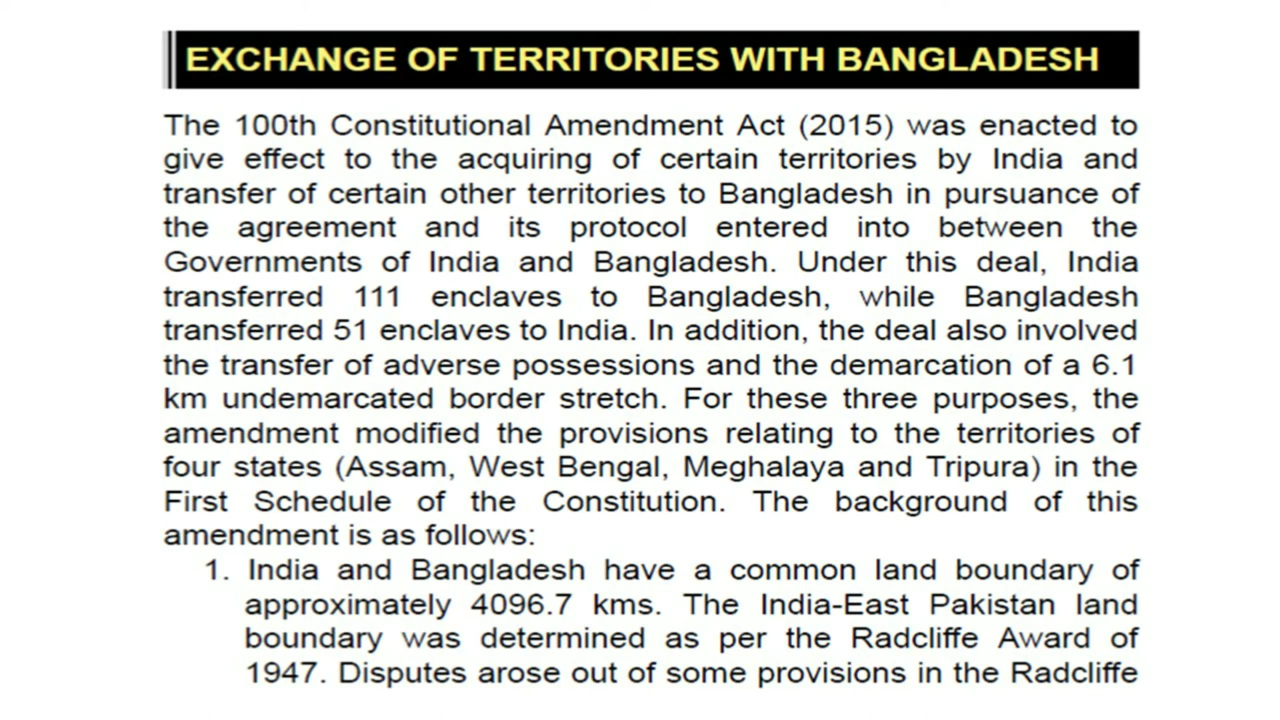 EXCHANGE OF TERRITORIES WITH BANGLADESH
The 100th Constitutional Amendment Act (2015) was enacted to
give effect to the acquiring of certain territories by India and
transfer of certain other territories to Bangladesh in pursuance of
the agreement and its protocol entered into between the
Governments of India and Bangladesh. Under this deal, India
transferred 111 enclaves to Bangladesh, while Bangladesh
transferred 51 enclaves to India. In addition, the deal also involved
the transfer of adverse possessions and the demarcation of a 6.1
km undemarcated border stretch. For these three purposes, the
amendment modified the provisions relating to the territories of
four states (Assam, West Bengal, Meghalaya and Tripura) in the
First Schedule of the Constitution. The background of this
amendment is as follows:
1. India and Bangladesh have a common land boundary of
approximately 4096.7 kms. The India-East Pakistan land
boundary was determined as per the Radcliffe Award of
1947. Disputes arose out of some provisions in the Radcliffe